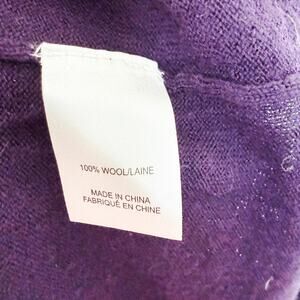 100% WOOL/LAINE
MADE IN CHINA
FABRIQUÉ EN CHINE